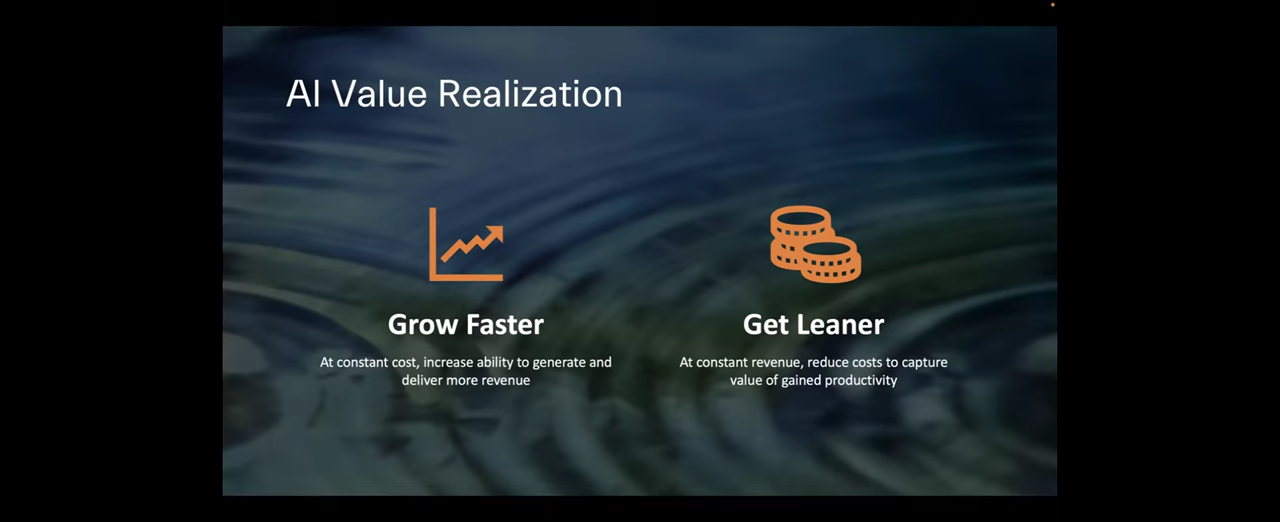 AI Value Realization
Grow Faster
At constant cost, increase ability to generate and
deliver more revenue
Get Leaner
At constant revenue, reduce costs to capture
value of gained productivity